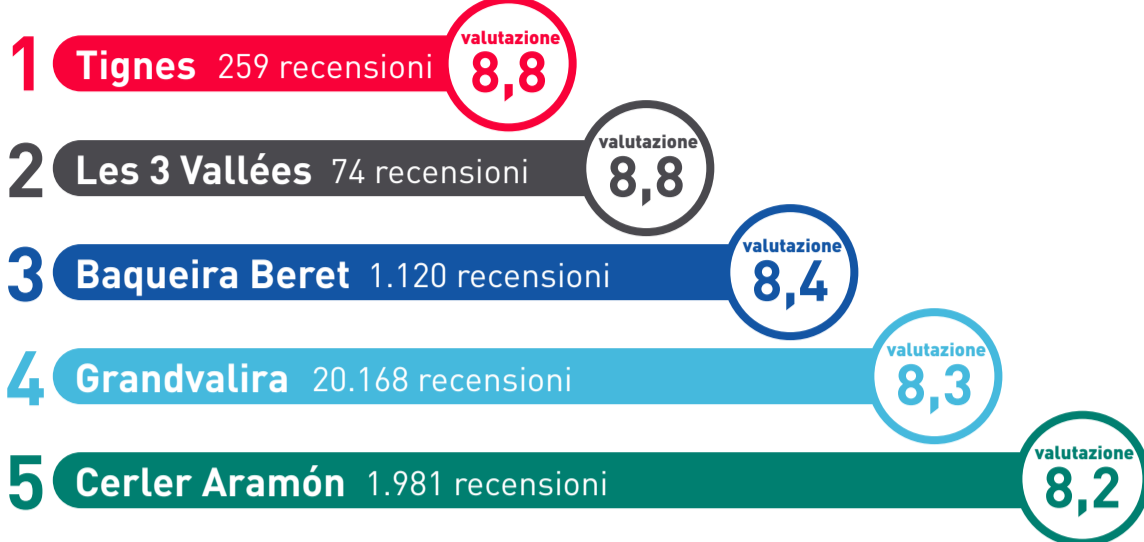 1 Tignes 259 recensioni valutazione 8,8
2 Les 3 Vallées 74 recensioni valutazione 8,8
3 Baqueira Beret 1.120 recensioni valutazione 8,4
4 Grandvalira 20.168 recensioni valutazione 8,3
5 Cerler Aramón 1.981 recensioni valutazione 8,2